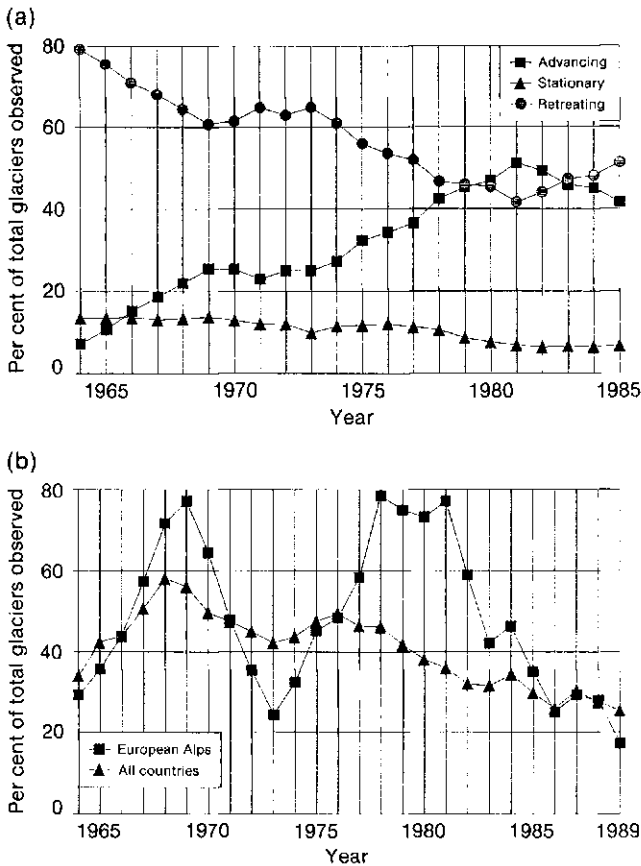 (a)
Per cent of total glaciers observed
80
60
40
20
0
Advancing
Stationary
Retreating
1965 1970 1975 1980 1985
Year
(b)
Per cent of total glaciers observed
80
60
40
20
0
European Alps
All countries
1965 1970 1975 1980 1985 1989
Year